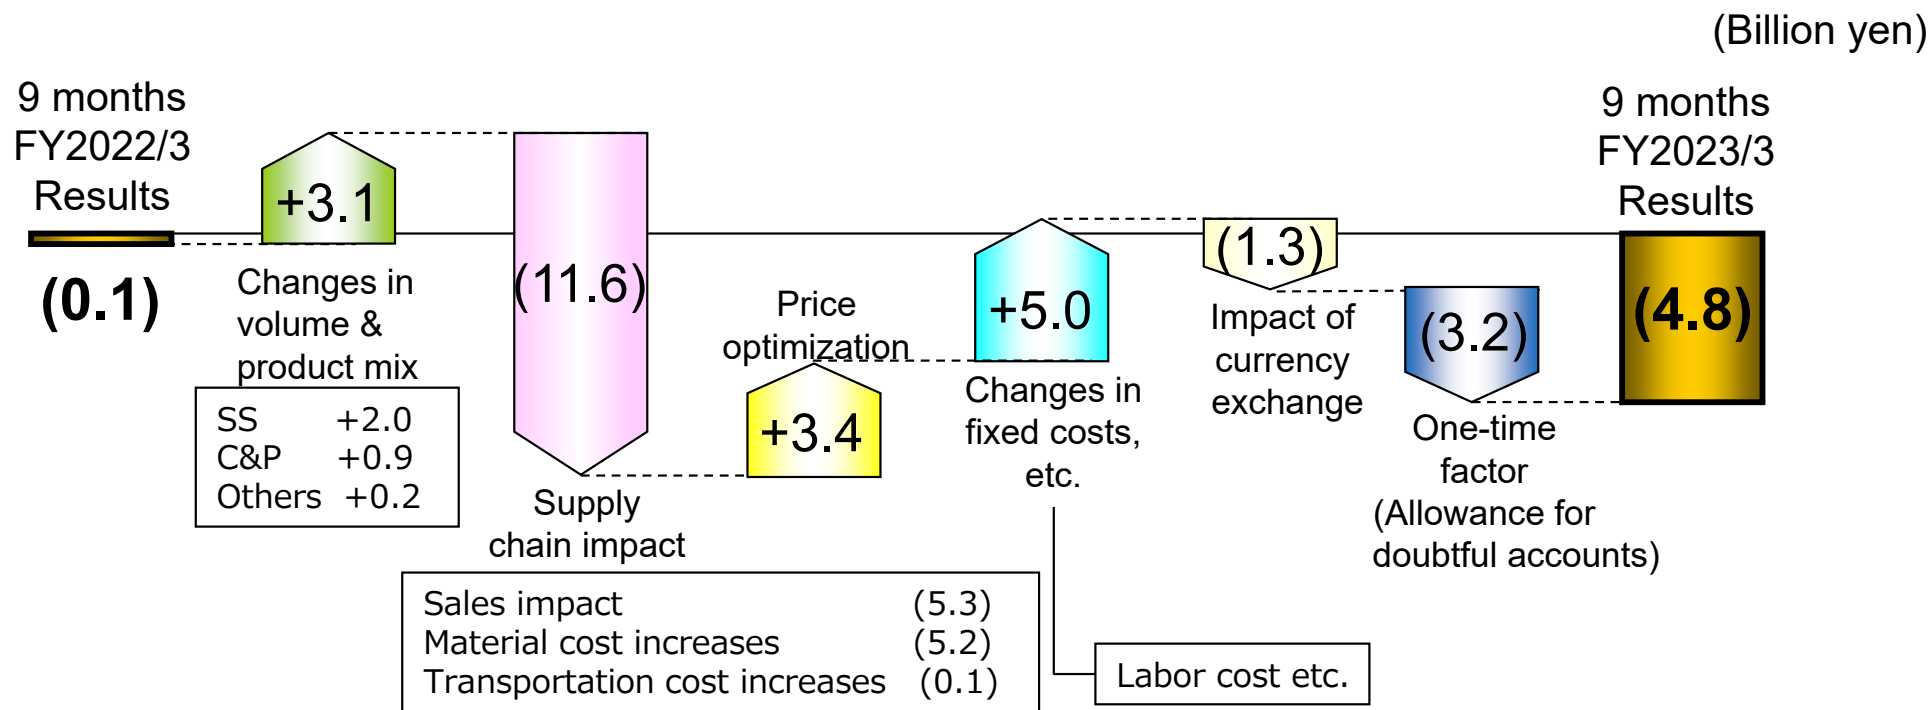 (Billion yen)
9 months
FY2022/3
Results
(0.1)
+3.1
Changes in
volume &
product mix
SS +2.0
C&P +0.9
Others +0.2
(11.6)
Supply
chain impact
Sales impact (5.3)
Material cost increases (5.2)
Transportation cost increases (0.1)
Price
optimization
+3.4
+5.0
Changes in
fixed costs,
etc.
Labor cost etc.
(1.3)
Impact of
currency
exchange
(3.2)
One-time
factor
(Allowance for
doubtful accounts)
9 months
FY2023/3
Results
(4.8)